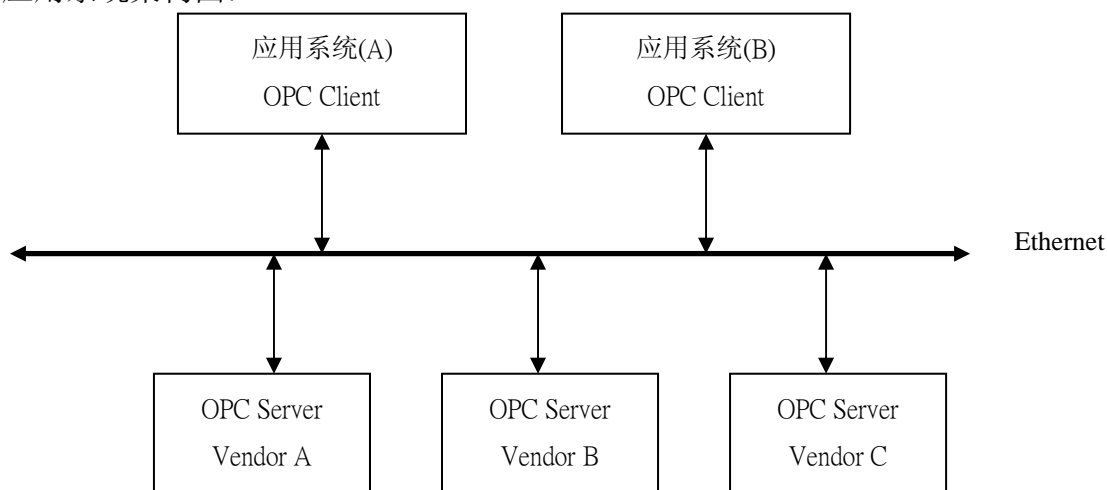 应用系统(A)
OPC Client
应用系统(B)
OPC Client
Ethernet
OPC Server
Vendor A
OPC Server
Vendor B
OPC Server
Vendor C